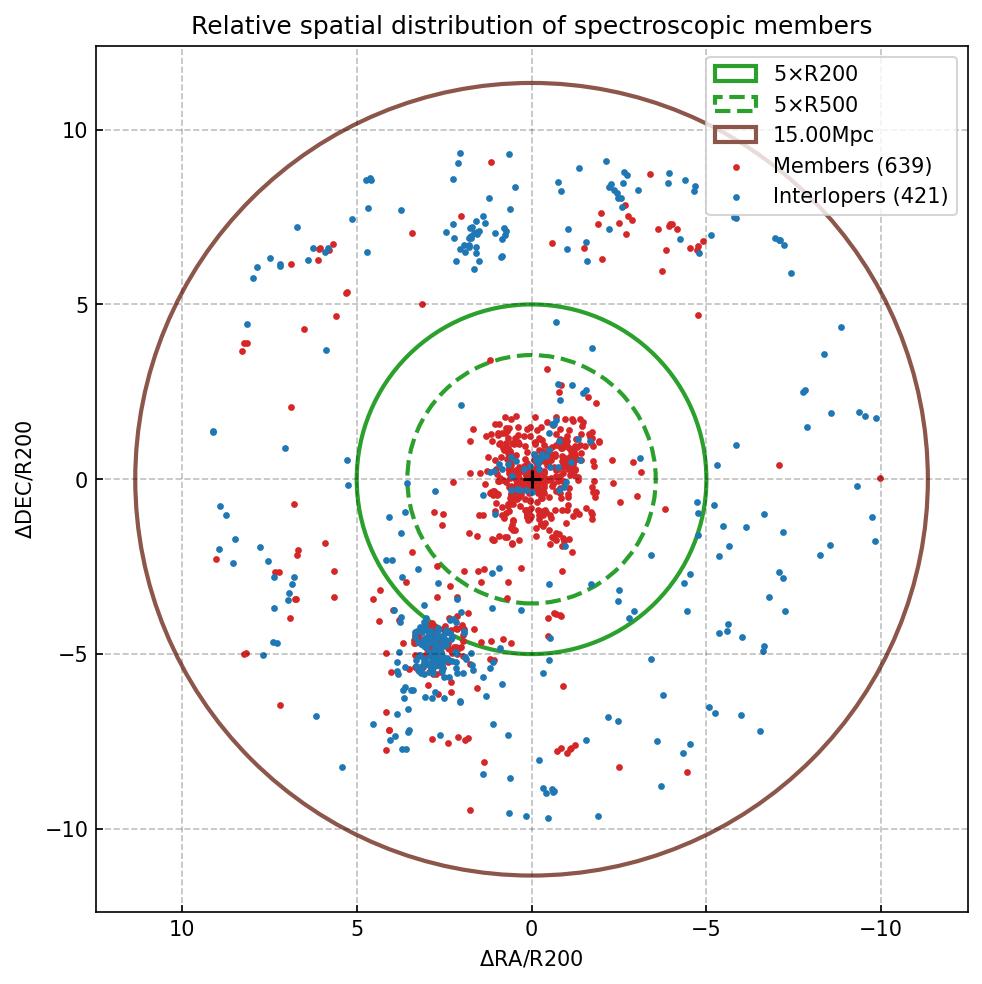 Relative spatial distribution of spectroscopic members
5×R200
5×R500
15.00Mpc
Members (639)
Interlopers (421)
10
5
0
−5
−10
ΔDEC/R200
10
5
0
−5
−10
ΔRA/R200